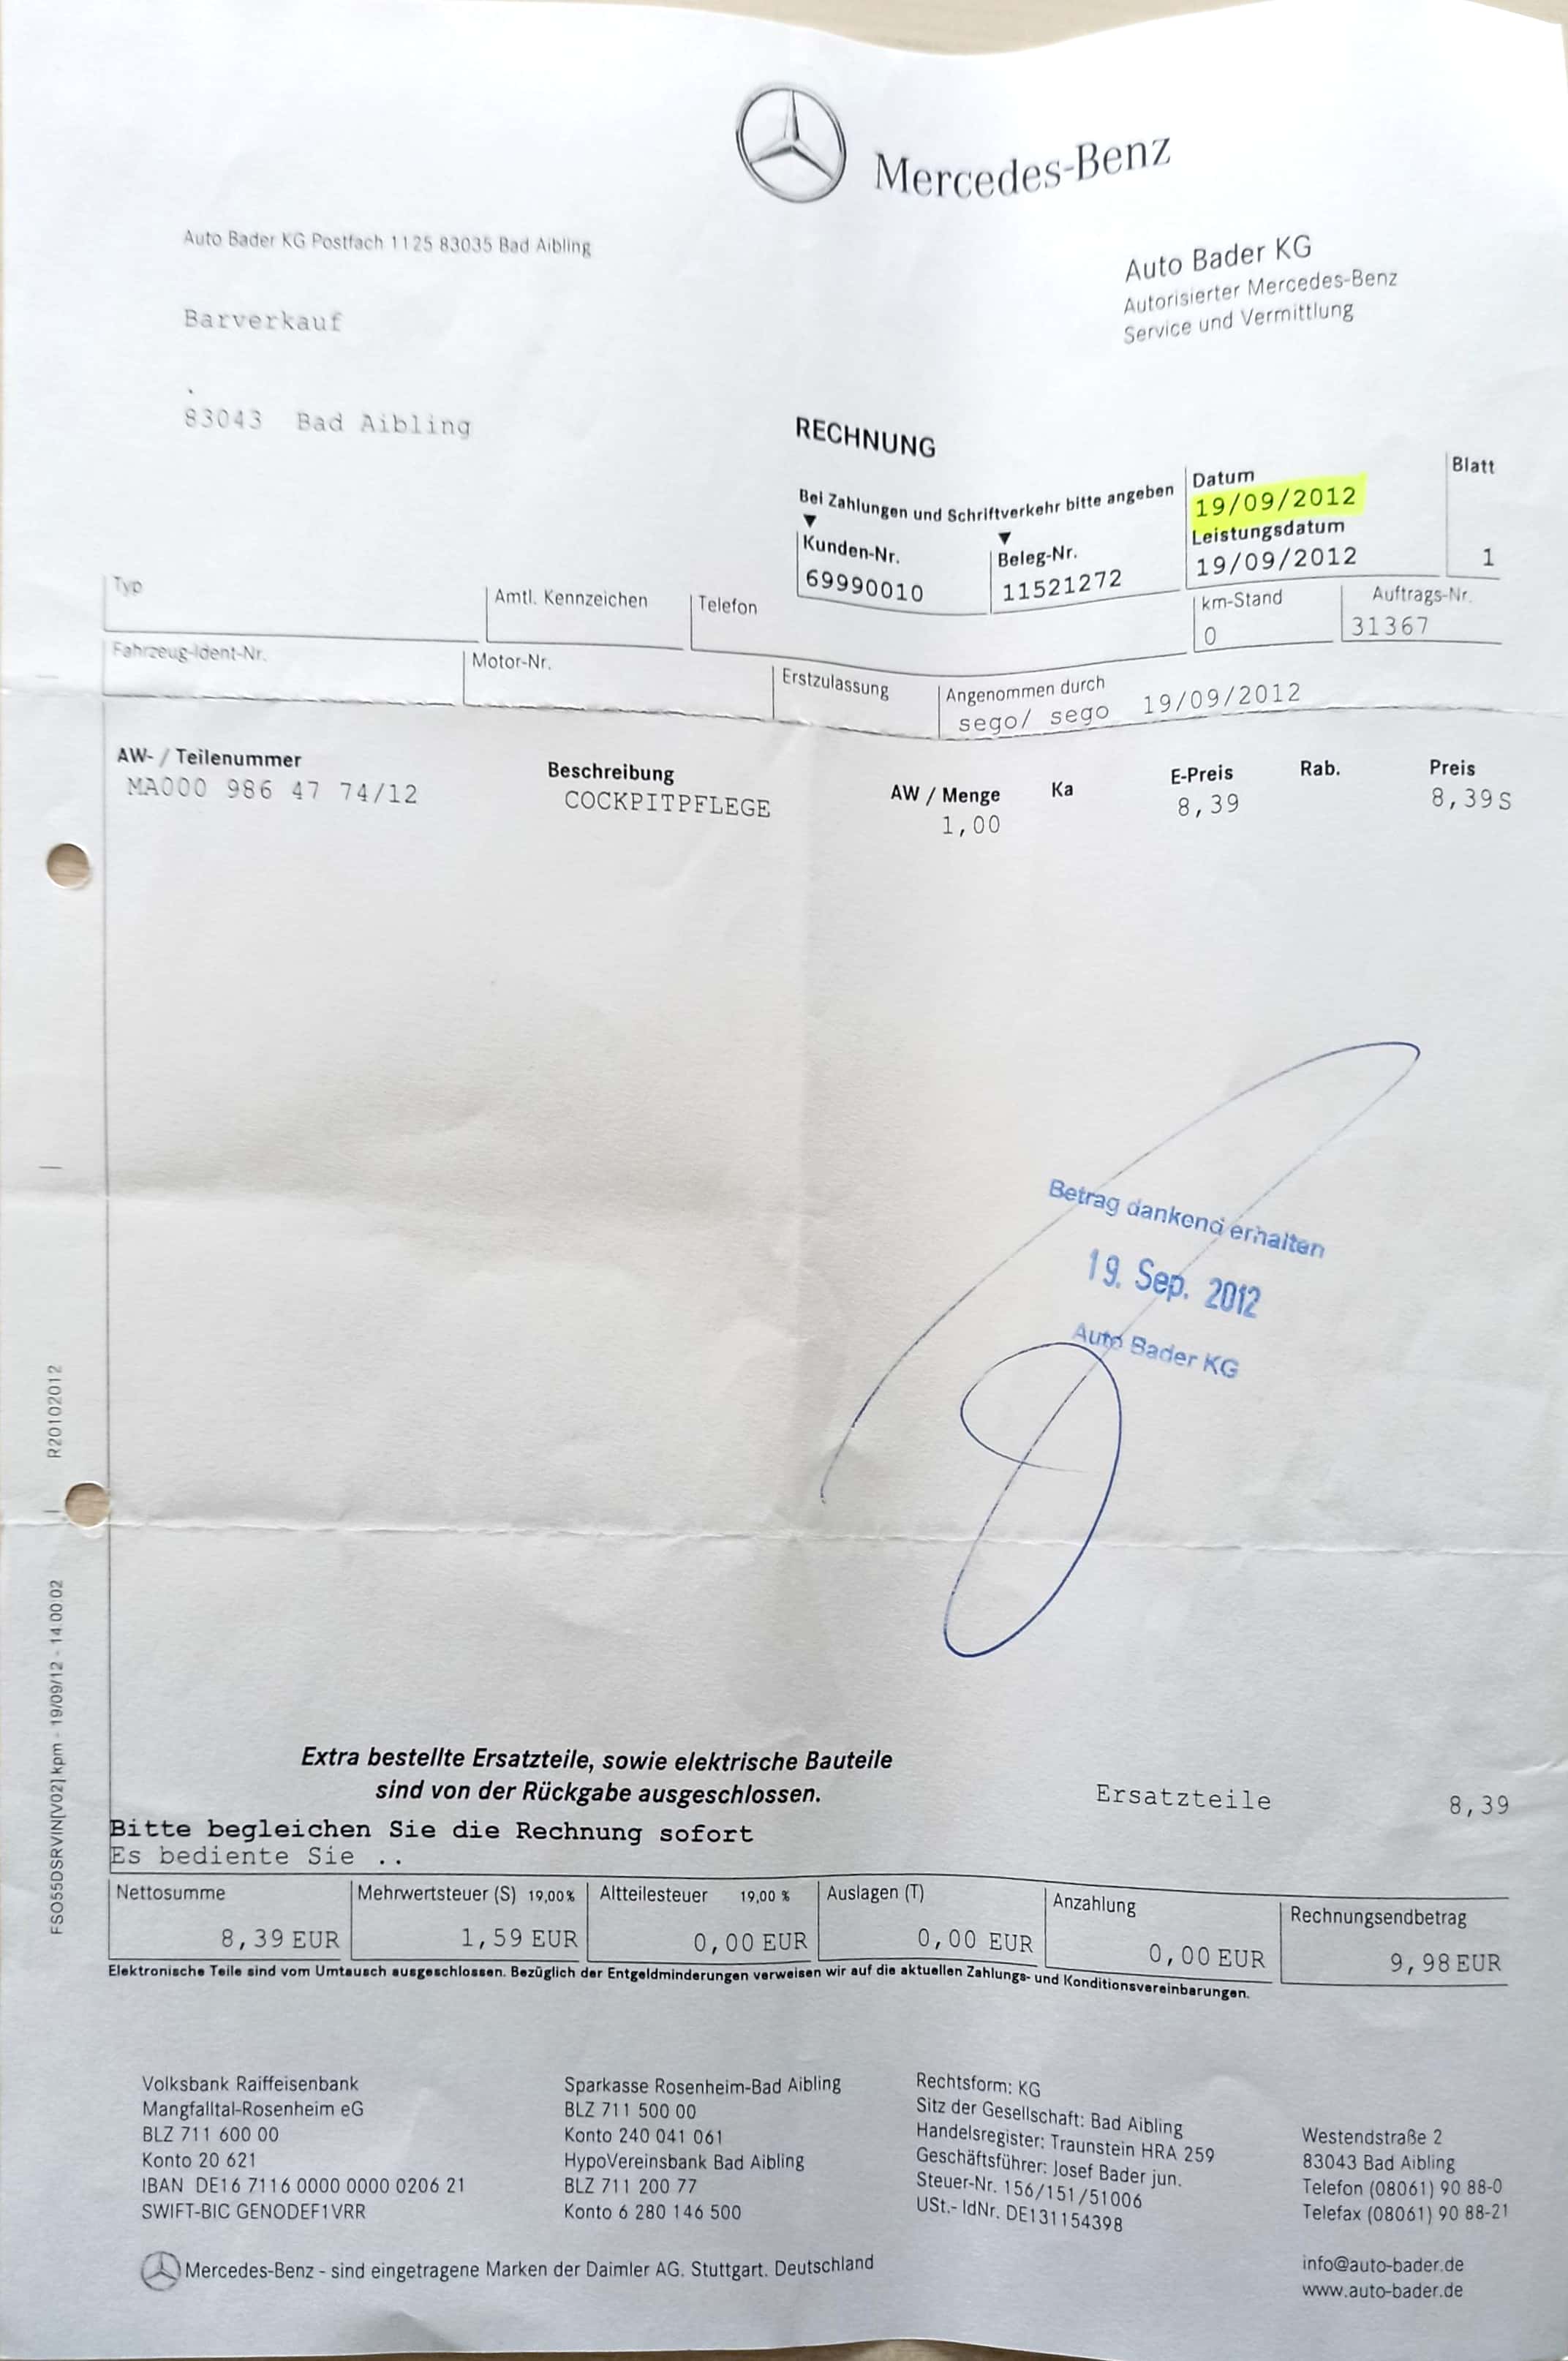 Mercedes-Benz
Auto Bader KG Postfach 1125 83035 Bad Aibling
Auto Bader KG
Autorisierter Mercedes-Benz
Service und Vermittlung
Barverkauf
.
83043 Bad Aibling
RECHNUNG
Bei Zahlungen und Schriftverkehr bitte angeben
Datum
19/09/2012
Leistungsdatum
19/09/2012
Blatt
1
Kunden-Nr.
69990010
Beleg-Nr.
11521272
Typ
Amtl. Kennzeichen
Telefon
km-Stand
0
Auftrags-Nr.
31367
Fahrzeug-Ident-Nr.
Motor-Nr.
Erstzulassung
Angenommen durch
sego/ sego 19/09/2012
AW- / Teilenummer Beschreibung AW / Menge Ka E-Preis Rab. Preis
MA000 986 47 74/12 COCKPITPFLEGE 1,00 8,39 8,39S
Betrag dankend erhalten
19. Sep. 2012
Auto Bader KG
R20102012
FSO55DSRVIN[V02] kpm - 19/09/12 - 14.00 02
Extra bestellte Ersatzteile, sowie elektrische Bauteile
sind von der Rückgabe ausgeschlossen.
Ersatzteile 8,39
Bitte begleichen Sie die Rechnung sofort
Es bediente Sie ..
Nettosumme Mehrwertsteuer (S) 19,00% Altteilesteuer 19,00 % Auslagen (T) Anzahlung Rechnungsendbetrag
8,39 EUR 1,59 EUR 0,00 EUR 0,00 EUR 0,00 EUR 9,98 EUR
Elektronische Teile sind vom Umtausch ausgeschlossen. Bezüglich der Entgeldminderungen verweisen wir auf die aktuellen Zahlungs- und Konditionsvereinbarungen.
Volksbank Raiffeisenbank
Mangfalltal-Rosenheim eG
BLZ 711 600 00
Konto 20 621
IBAN DE16 7116 0000 0000 0206 21
SWIFT-BIC GENODEF1VRR
Sparkasse Rosenheim-Bad Aibling
BLZ 711 500 00
Konto 240 041 061
HypoVereinsbank Bad Aibling
BLZ 711 200 77
Konto 6 280 146 500
Rechtsform: KG
Sitz der Gesellschaft: Bad Aibling
Handelsregister: Traunstein HRA 259
Geschäftsführer: Josef Bader jun.
Steuer-Nr. 156/151/51006
USt.- IdNr. DE131154398
Westendstraße 2
83043 Bad Aibling
Telefon (08061) 90 88-0
Telefax (08061) 90 88-21
info@auto-bader.de
www.auto-bader.de
Mercedes-Benz - sind eingetragene Marken der Daimler AG. Stuttgart. Deutschland